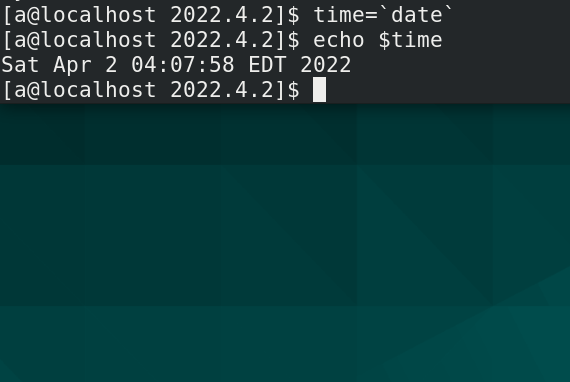 [a@localhost 2022.4.2]$ time=`date`
[a@localhost 2022.4.2]$ echo $time
Sat Apr 2 04:07:58 EDT 2022
[a@localhost 2022.4.2]$